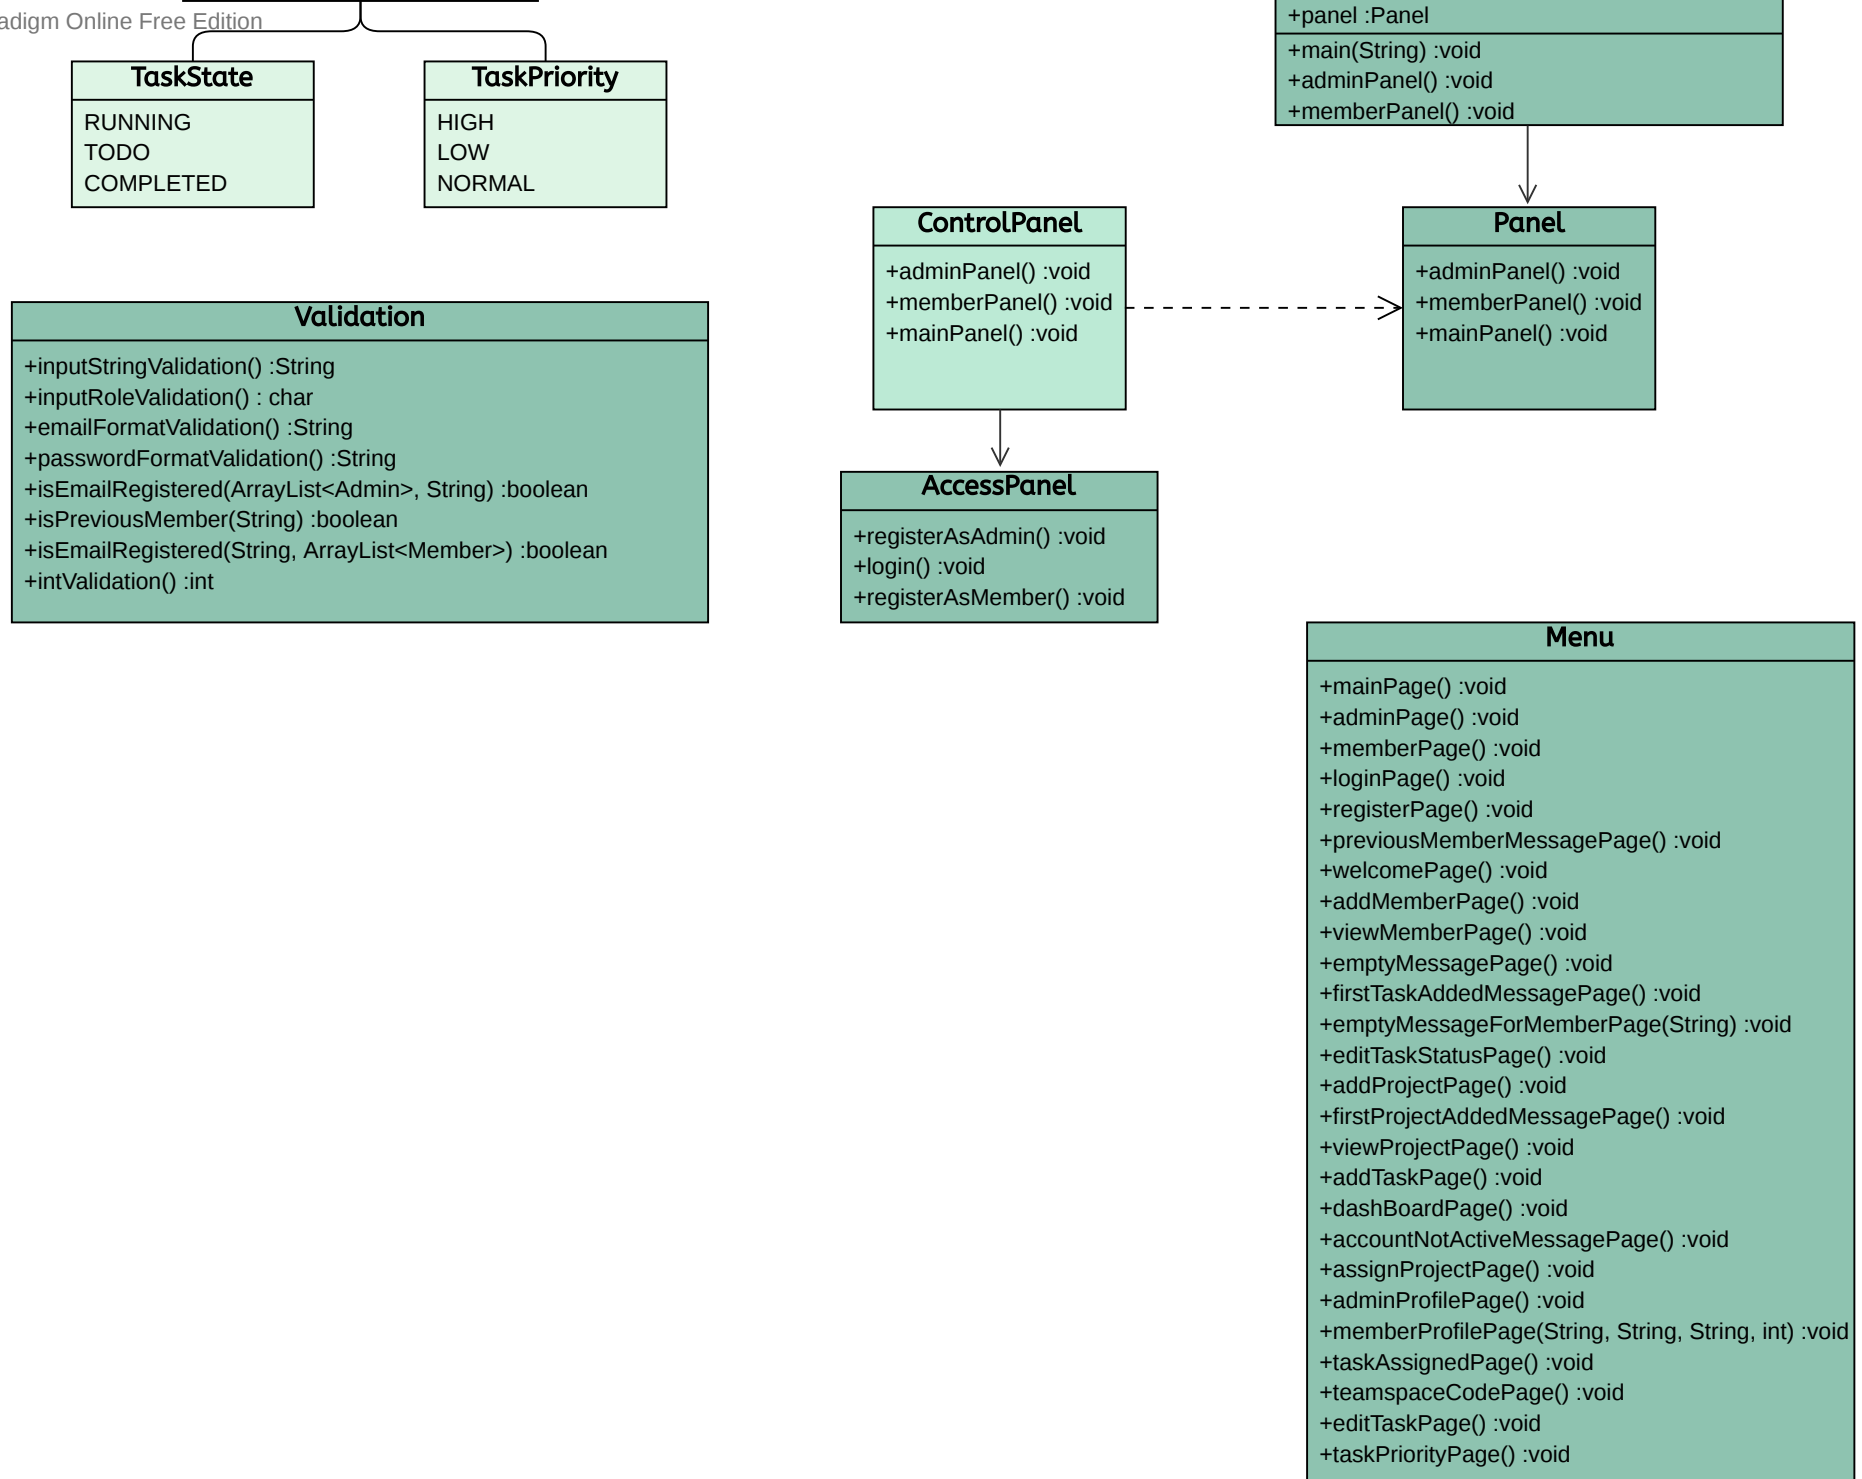 adigm Online Free Edition
TaskState
RUNNING
TODO
COMPLETED
TaskPriority
HIGH
LOW
NORMAL
+panel :Panel
+main(String) :void
+adminPanel() :void
+memberPanel() :void
ControlPanel
+adminPanel() :void
+memberPanel() :void
+mainPanel() :void
Panel
+adminPanel() :void
+memberPanel() :void
+mainPanel() :void
Validation
+inputStringValidation() :String
+inputRoleValidation() : char
+emailFormatValidation() :String
+passwordFormatValidation() :String
+isEmailRegistered(ArrayList<Admin>, String) :boolean
+isPreviousMember(String) :boolean
+isEmailRegistered(String, ArrayList<Member>) :boolean
+intValidation() :int
AccessPanel
+registerAsAdmin() :void
+login() :void
+registerAsMember() :void
Menu
+mainPage() :void
+adminPage() :void
+memberPage() :void
+loginPage() :void
+registerPage() :void
+previousMemberMessagePage() :void
+welcomePage() :void
+addMemberPage() :void
+viewMemberPage() :void
+emptyMessagePage() :void
+firstTaskAddedMessagePage() :void
+emptyMessageForMemberPage(String) :void
+editTaskStatusPage() :void
+addProjectPage() :void
+firstProjectAddedMessagePage() :void
+viewProjectPage() :void
+addTaskPage() :void
+dashBoardPage() :void
+accountNotActiveMessagePage() :void
+assignProjectPage() :void
+adminProfilePage() :void
+memberProfilePage(String, String, String, int) :void
+taskAssignedPage() :void
+teamspaceCodePage() :void
+editTaskPage() :void
+taskPriorityPage() :void